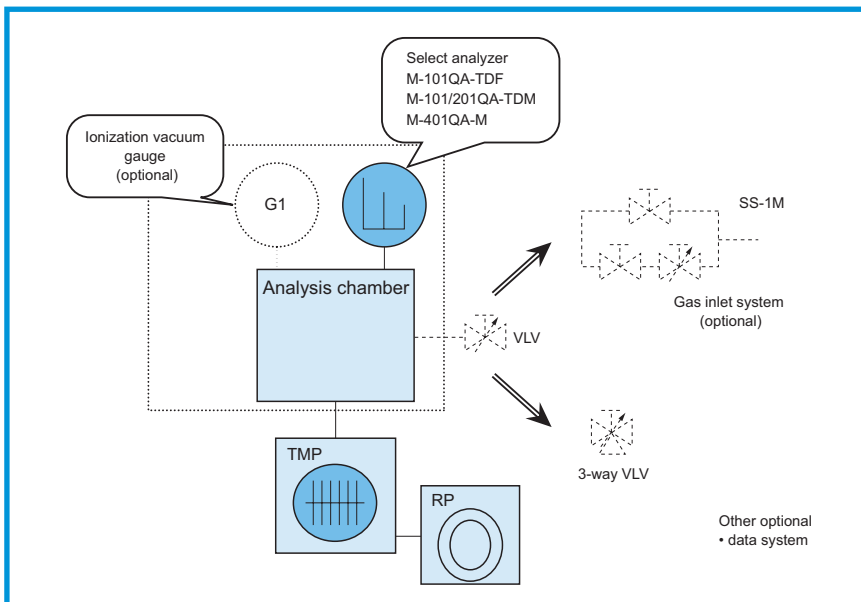 Select analyzer
M-101QA-TDF
M-101/201QA-TDM
M-401QA-M
Ionization vacuum
gauge
(optional)
G1
SS-1M
Analysis chamber
Gas inlet system
(optional)
VLV
TMP
3-way VLV
RP
Other optional
• data system